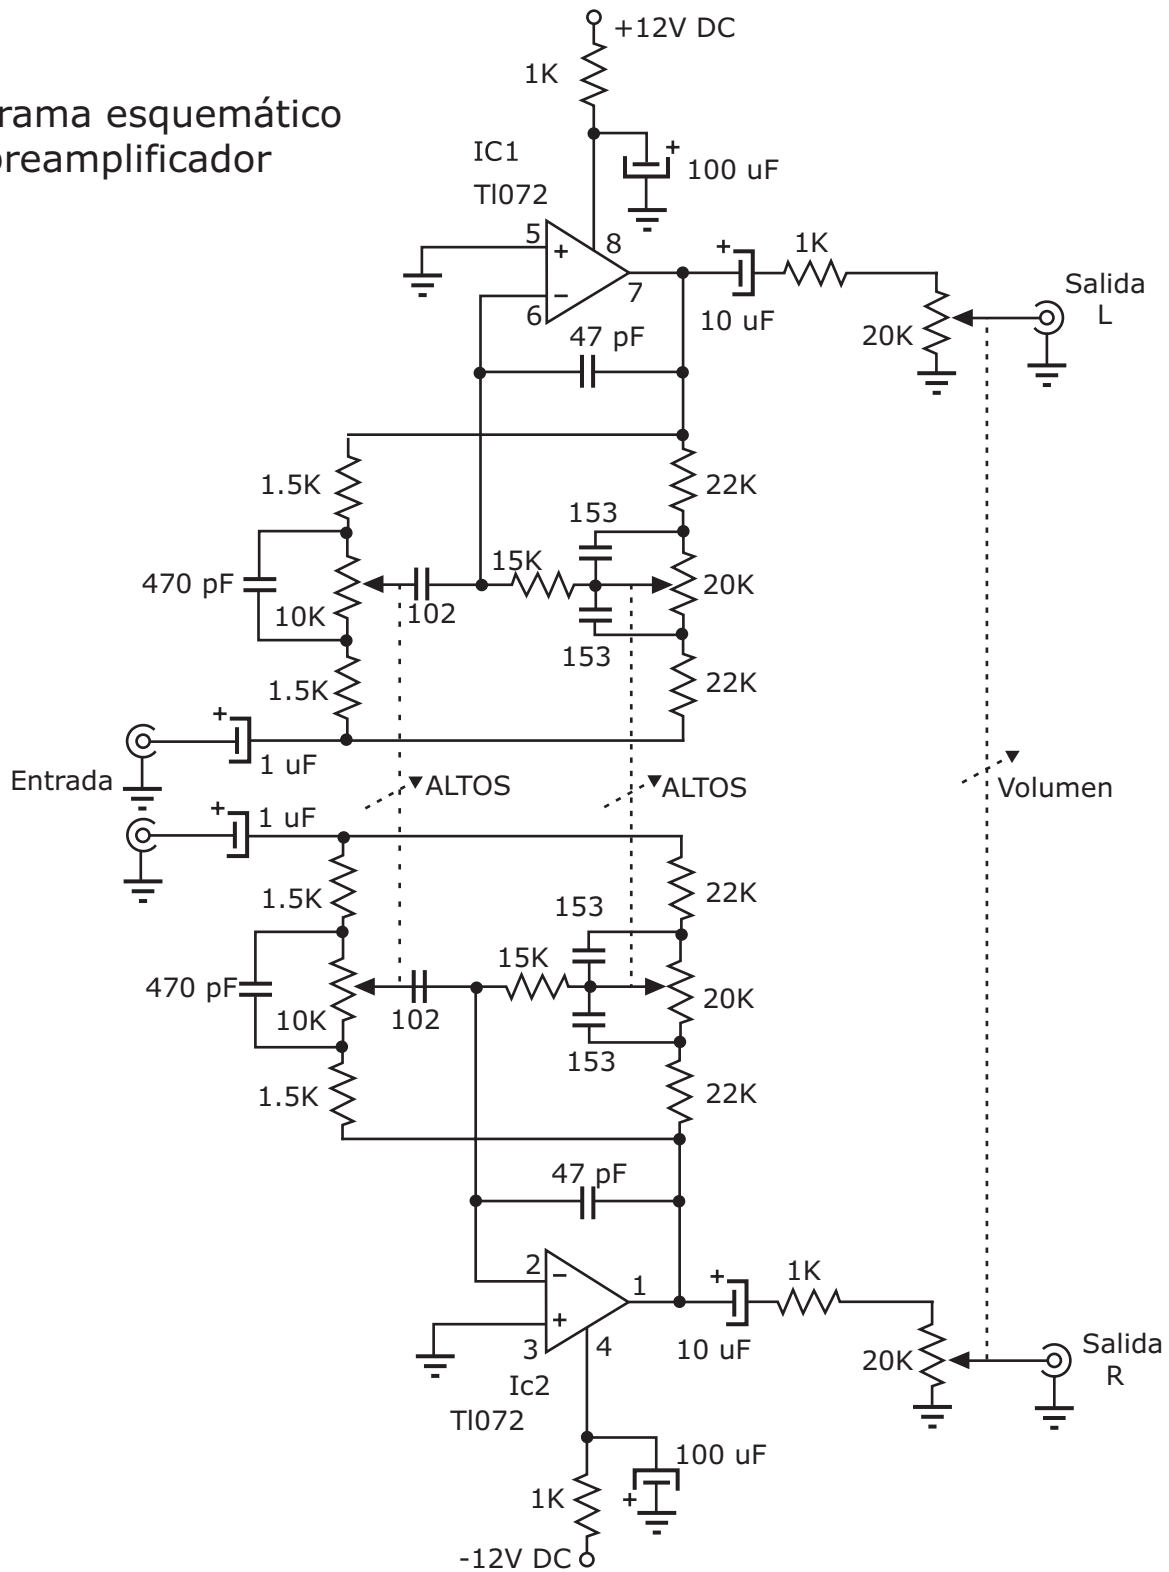 +12V DC
1K
rama esquemático
preamplificador
IC1
Tl072
+
100 uF
5
+
8
7
−
6
+
10 uF
1K
20K
Salida
L
47 pF
1.5K
22K
153
15K
470 pF
10K
102
20K
153
1.5K
22K
+
1 uF
Entrada
ALTOS
ALTOS
Volumen
+
1 uF
1.5K
22K
153
15K
470 pF
10K
102
20K
153
1.5K
22K
47 pF
2
−
1
+
3
4
+
10 uF
1K
20K
Salida
R
Ic2
Tl072
100 uF
+
1K
-12V DC